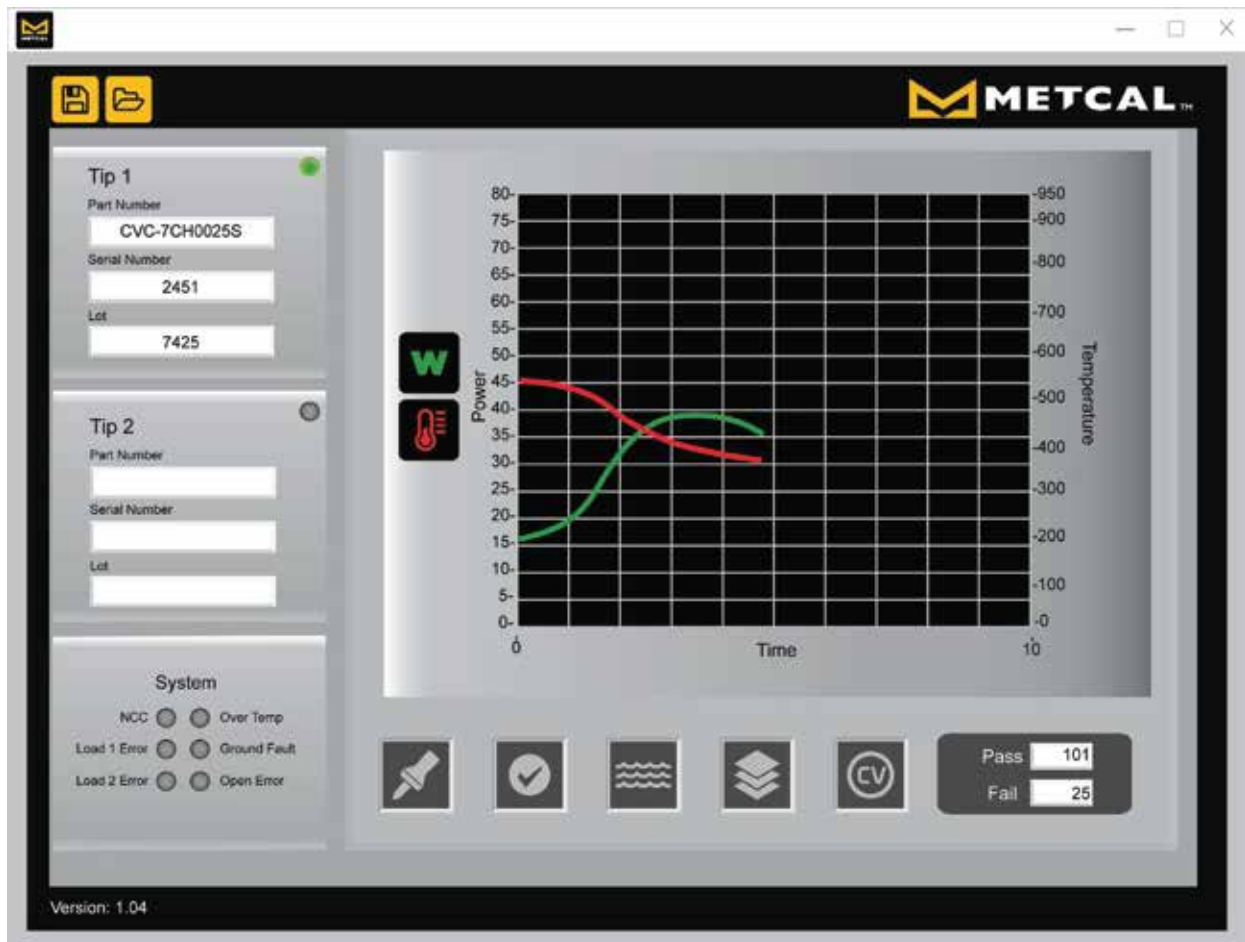 METCAL
METCAL™
Tip 1
Part Number
CVC-7CH0025S
Serial Number
2451
Lot
7425
Tip 2
Part Number
Serial Number
Lot
System
NCC Over Temp
Load 1 Error Ground Fault
Load 2 Error Open Error
W
Power
80-
75-
70-
65-
60-
55-
50-
45-
40-
35-
30-
25-
20-
15-
10-
5-
0-
-950
-900
-800
-700
-600
-500
-400
-300
-200
-100
-0
Temperature
0 Time 10
CV
Pass 101
Fail 25
Version: 1.04